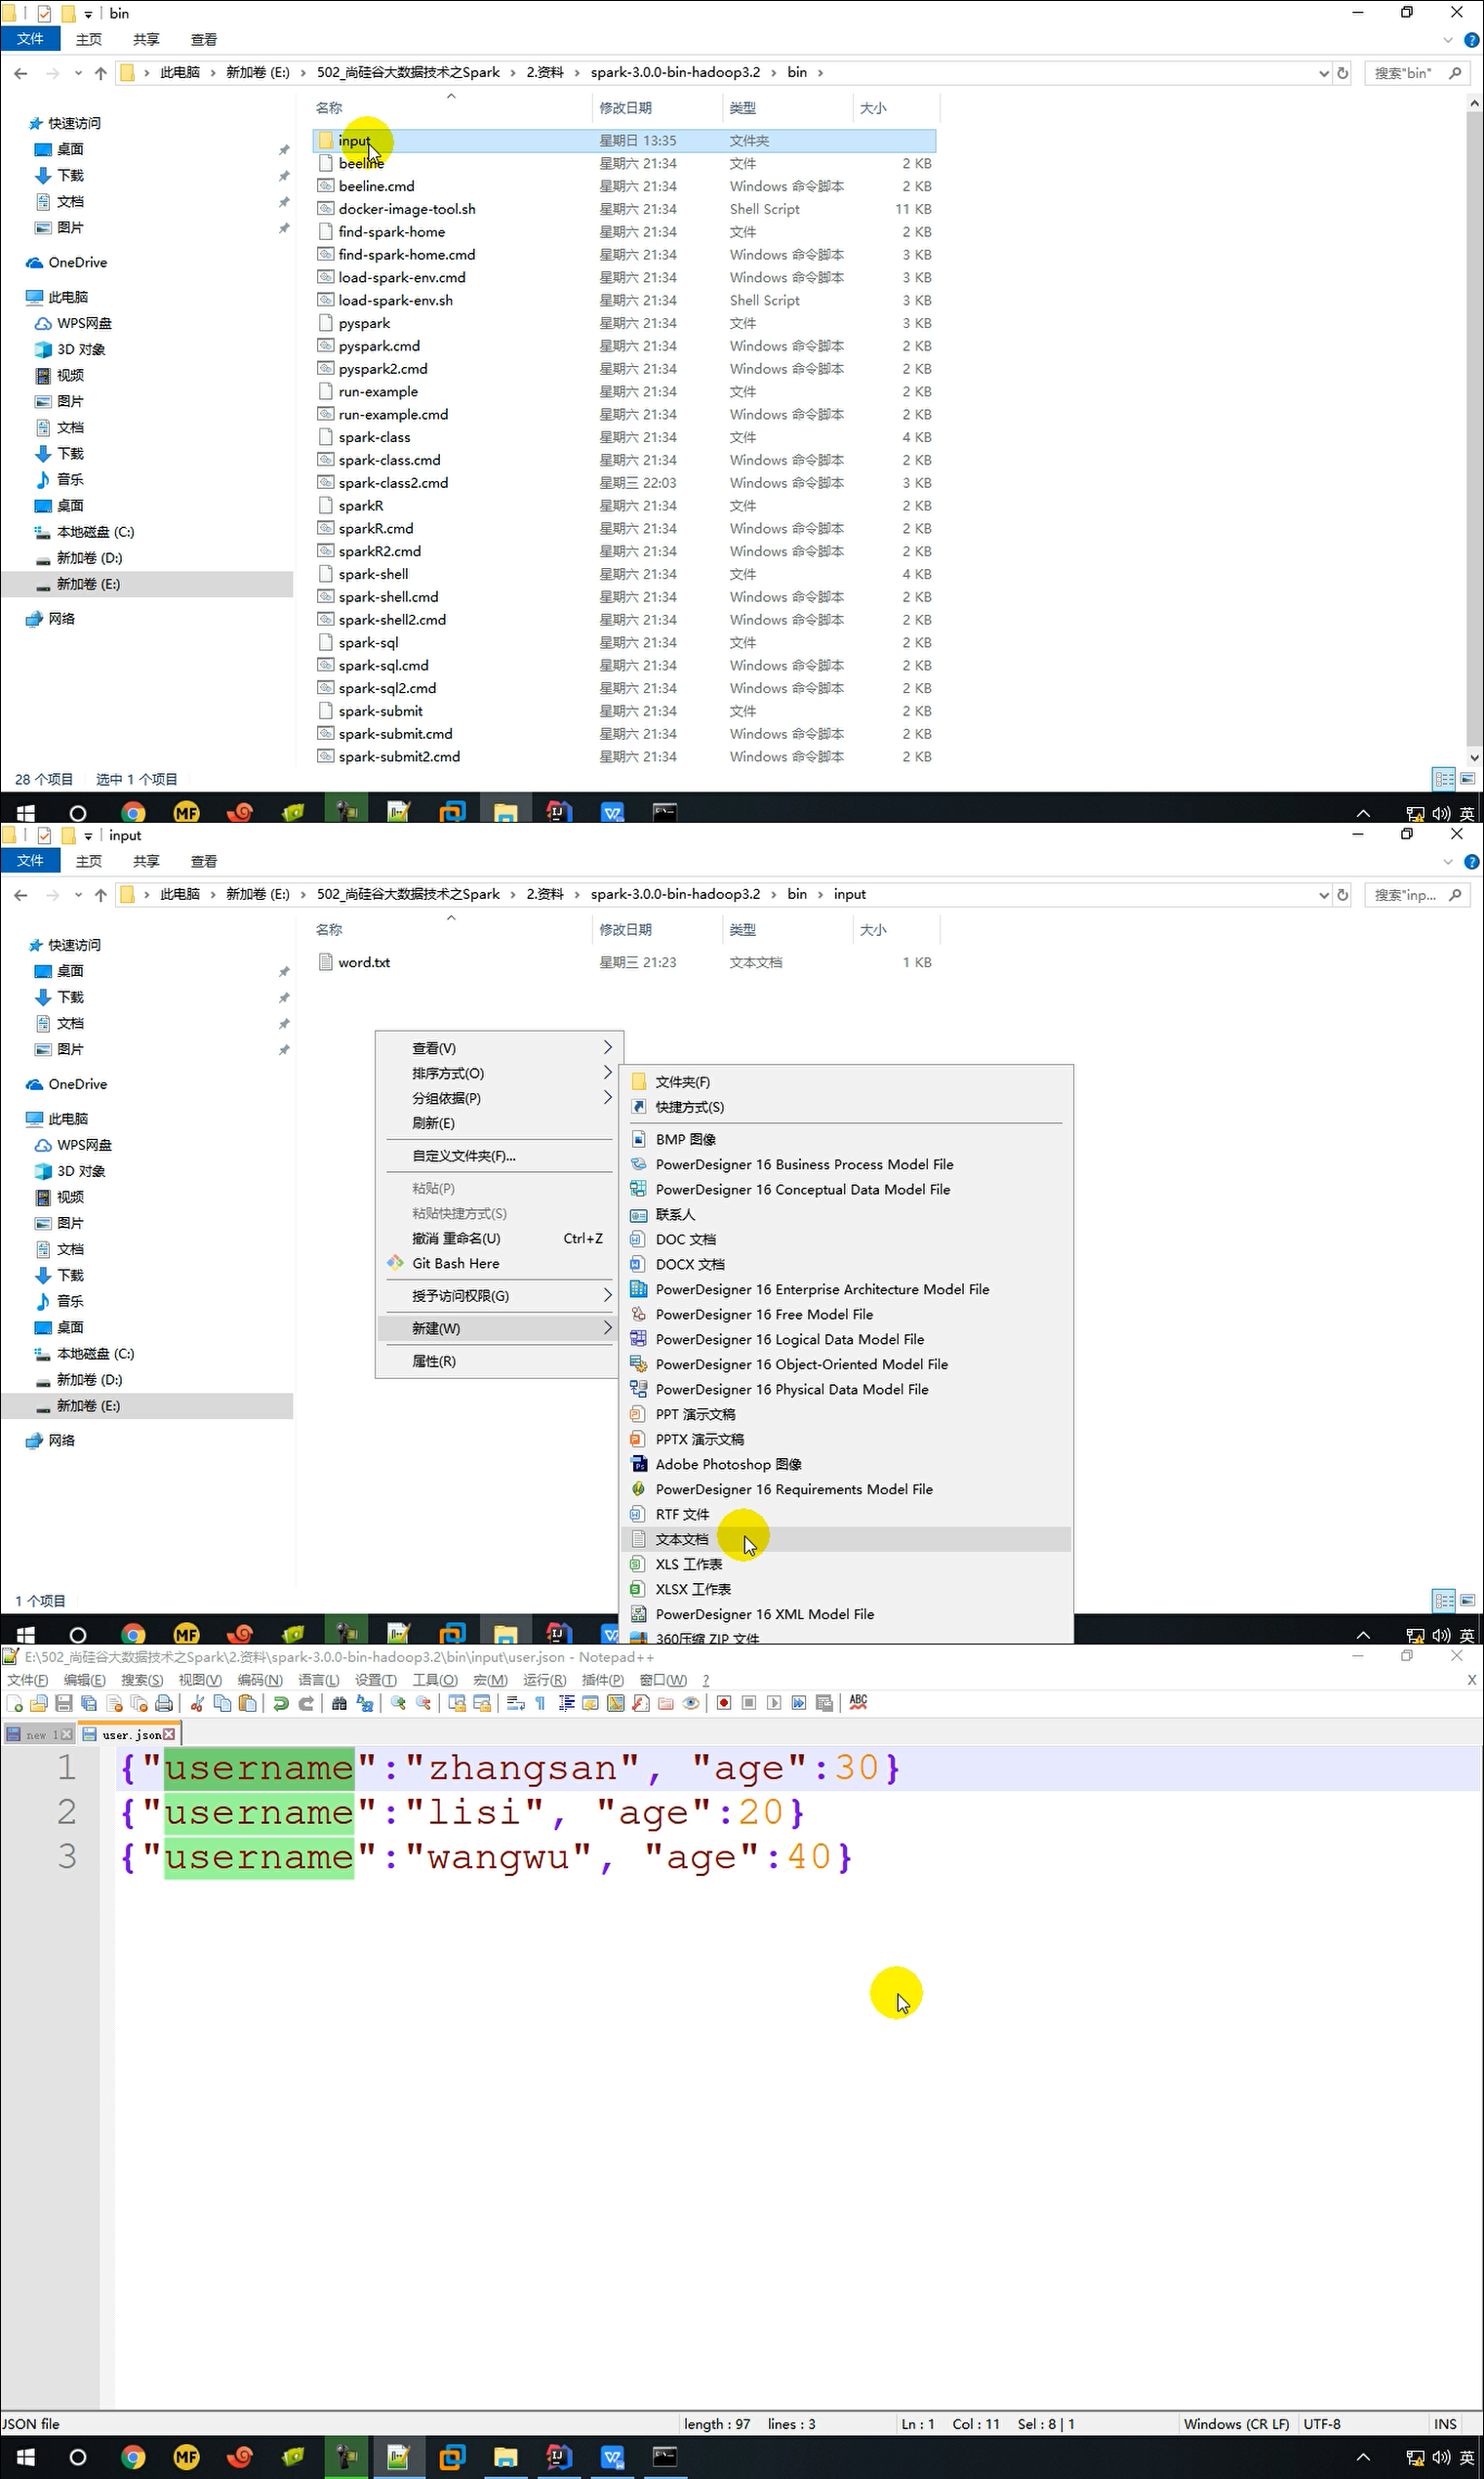 bin
文件 主页 共享 查看
此电脑 › 新加卷 (E:) › 502_尚硅谷大数据技术之Spark › 2.资料 › spark-3.0.0-bin-hadoop3.2 › bin › 搜索"bin"
名称 修改日期 类型 大小
快速访问
桌面
下载
文档
图片
OneDrive
此电脑
WPS网盘
3D 对象
视频
图片
文档
下载
音乐
桌面
本地磁盘 (C:)
新加卷 (D:)
新加卷 (E:)
网络
input 星期日 13:35 文件夹
beeline 星期六 21:34 文件 2 KB
beeline.cmd 星期六 21:34 Windows 命令脚本 2 KB
docker-image-tool.sh 星期六 21:34 Shell Script 11 KB
find-spark-home 星期六 21:34 文件 2 KB
find-spark-home.cmd 星期六 21:34 Windows 命令脚本 3 KB
load-spark-env.cmd 星期六 21:34 Windows 命令脚本 3 KB
load-spark-env.sh 星期六 21:34 Shell Script 3 KB
pyspark 星期六 21:34 文件 3 KB
pyspark.cmd 星期六 21:34 Windows 命令脚本 2 KB
pyspark2.cmd 星期六 21:34 Windows 命令脚本 2 KB
run-example 星期六 21:34 文件 2 KB
run-example.cmd 星期六 21:34 Windows 命令脚本 2 KB
spark-class 星期六 21:34 文件 4 KB
spark-class.cmd 星期六 21:34 Windows 命令脚本 2 KB
spark-class2.cmd 星期三 22:03 Windows 命令脚本 3 KB
sparkR 星期六 21:34 文件 2 KB
sparkR.cmd 星期六 21:34 Windows 命令脚本 2 KB
sparkR2.cmd 星期六 21:34 Windows 命令脚本 2 KB
spark-shell 星期六 21:34 文件 4 KB
spark-shell.cmd 星期六 21:34 Windows 命令脚本 2 KB
spark-shell2.cmd 星期六 21:34 Windows 命令脚本 2 KB
spark-sql 星期六 21:34 文件 2 KB
spark-sql.cmd 星期六 21:34 Windows 命令脚本 2 KB
spark-sql2.cmd 星期六 21:34 Windows 命令脚本 2 KB
spark-submit 星期六 21:34 文件 2 KB
spark-submit.cmd 星期六 21:34 Windows 命令脚本 2 KB
spark-submit2.cmd 星期六 21:34 Windows 命令脚本 2 KB
28 个项目 选中 1 个项目
MF 英
input
文件 主页 共享 查看
此电脑 › 新加卷 (E:) › 502_尚硅谷大数据技术之Spark › 2.资料 › spark-3.0.0-bin-hadoop3.2 › bin › input 搜索"inp...
名称 修改日期 类型 大小
快速访问
桌面
下载
文档
图片
OneDrive
此电脑
WPS网盘
3D 对象
视频
图片
文档
下载
音乐
桌面
本地磁盘 (C:)
新加卷 (D:)
新加卷 (E:)
网络
word.txt 星期三 21:23 文本文档 1 KB
查看(V)
排序方式(O)
分组依据(P)
刷新(E)
自定义文件夹(F)...
粘贴(P)
粘贴快捷方式(S)
撤消 重命名(U) Ctrl+Z
Git Bash Here
授予访问权限(G)
新建(W)
属性(R)
文件夹(F)
快捷方式(S)
BMP 图像
PowerDesigner 16 Business Process Model File
PowerDesigner 16 Conceptual Data Model File
联系人
DOC 文档
DOCX 文档
PowerDesigner 16 Enterprise Architecture Model File
PowerDesigner 16 Free Model File
PowerDesigner 16 Logical Data Model File
PowerDesigner 16 Object-Oriented Model File
PowerDesigner 16 Physical Data Model File
PPT 演示文稿
PPTX 演示文稿
Adobe Photoshop 图像
PowerDesigner 16 Requirements Model File
RTF 文件
文本文档
XLS 工作表
XLSX 工作表
PowerDesigner 16 XML Model File
360压缩 ZIP 文件
1 个项目
MF 英
E:\502_尚硅谷大数据技术之Spark\2.资料\spark-3.0.0-bin-hadoop3.2\bin\input\user.json - Notepad++
文件(F) 编辑(E) 搜索(S) 视图(V) 编码(N) 语言(L) 设置(T) 工具(O) 宏(M) 运行(R) 插件(P) 窗口(W) ? X
ABC
new 1 user.json
1 {"username":"zhangsan", "age":30}
2 {"username":"lisi", "age":20}
3 {"username":"wangwu", "age":40}
JSON file length : 97 lines : 3 Ln : 1 Col : 11 Sel : 8 | 1 Windows (CR LF) UTF-8 INS
MF 英